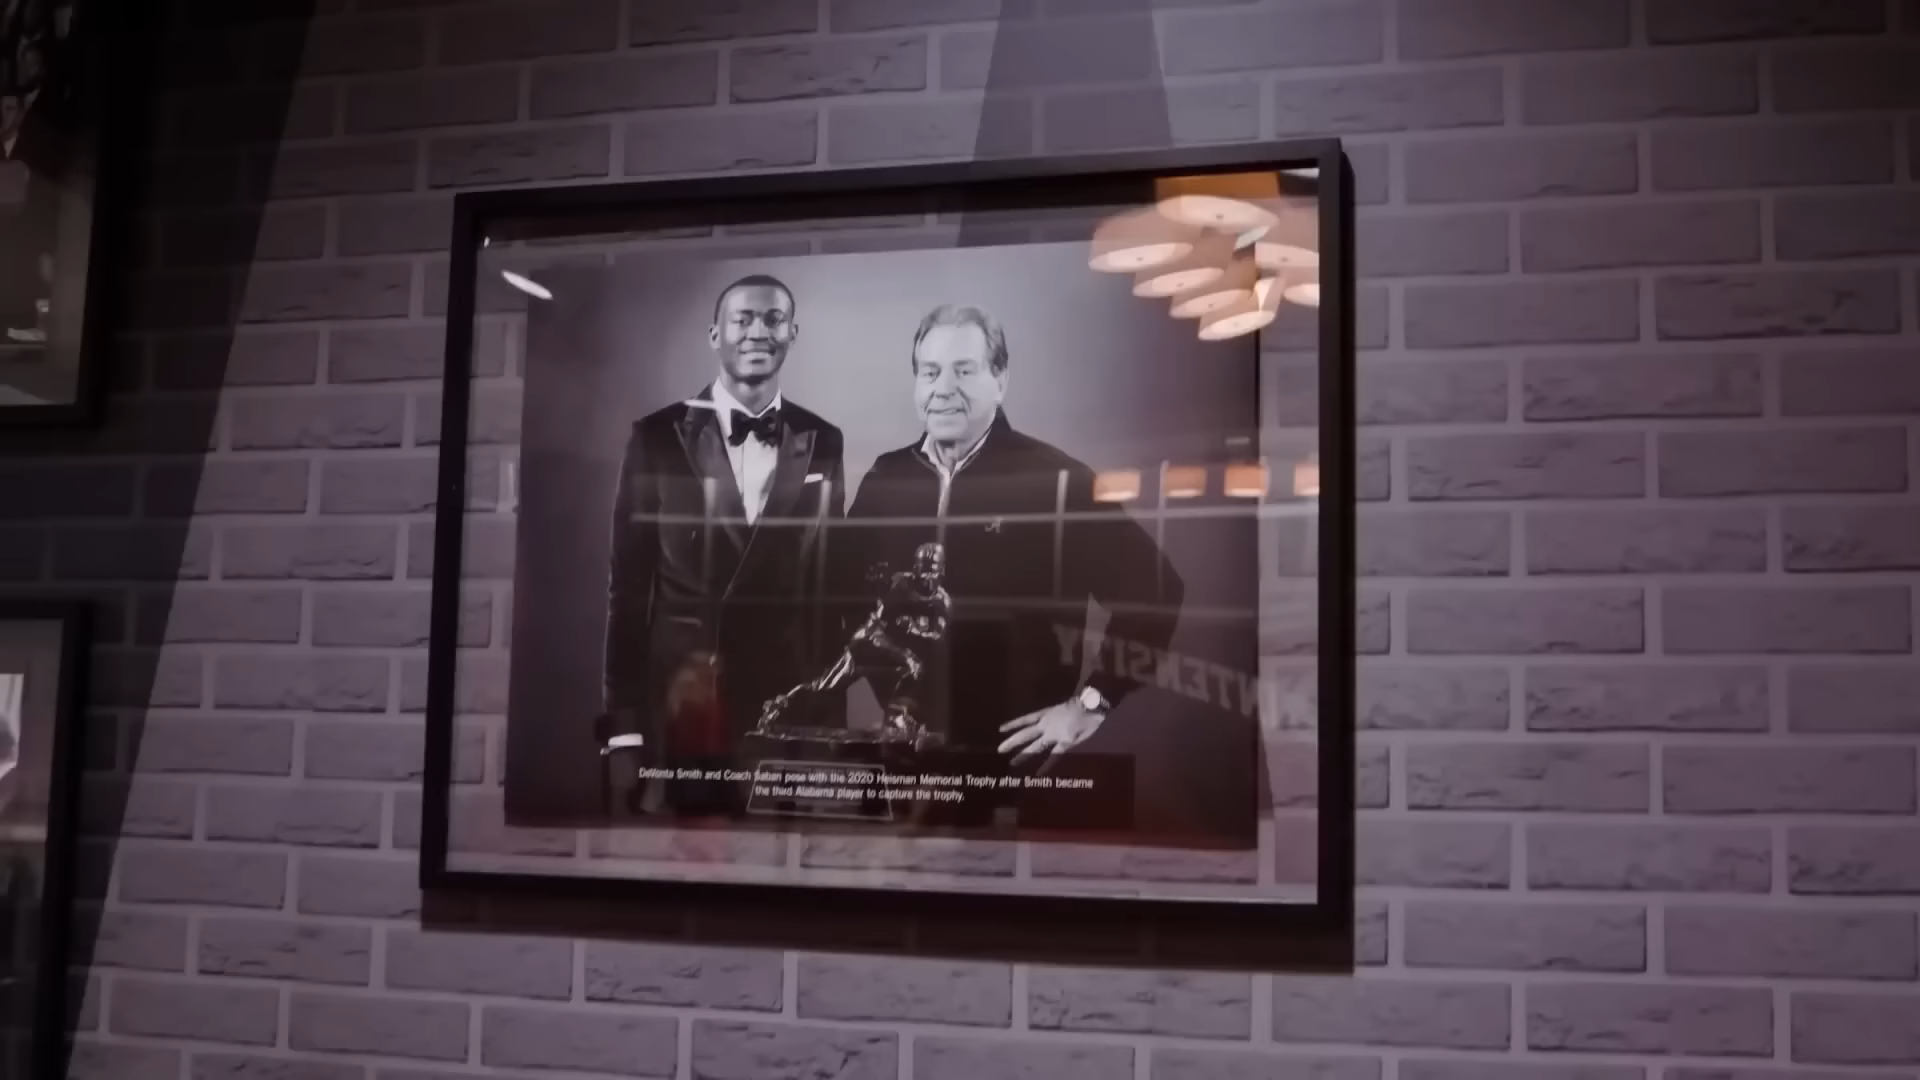 DeVonta Smith and Coach Saban pose with the 2020 Heisman Memorial Trophy after Smith became
the third Alabama player to capture the trophy.
INTENSITY